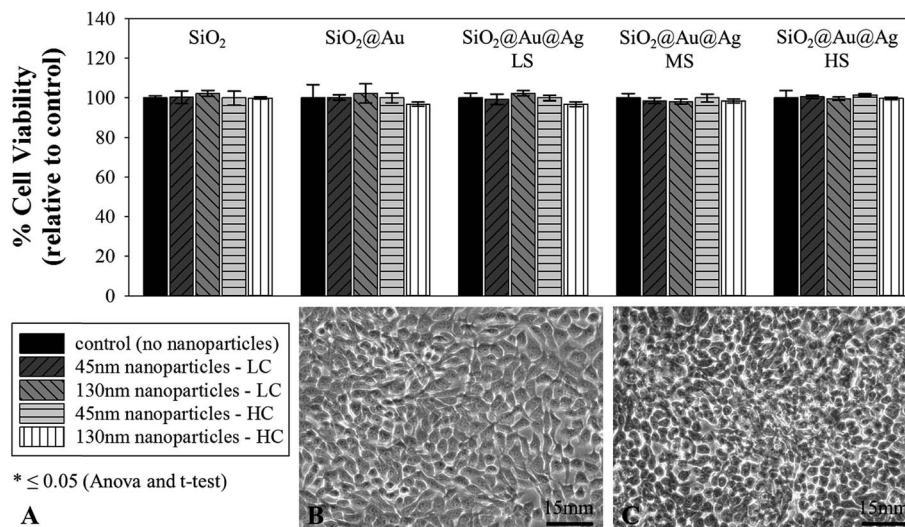 % Cell Viability
(relative to control)
140
120
100
80
60
40
20
0
SiO2
SiO2@Au
SiO2@Au@Ag
LS
SiO2@Au@Ag
MS
SiO2@Au@Ag
HS
control (no nanoparticles)
45nm nanoparticles - LC
130nm nanoparticles - LC
45nm nanoparticles - HC
130nm nanoparticles - HC
* ≤ 0.05 (Anova and t-test)
A
B
15mm
C
15mm